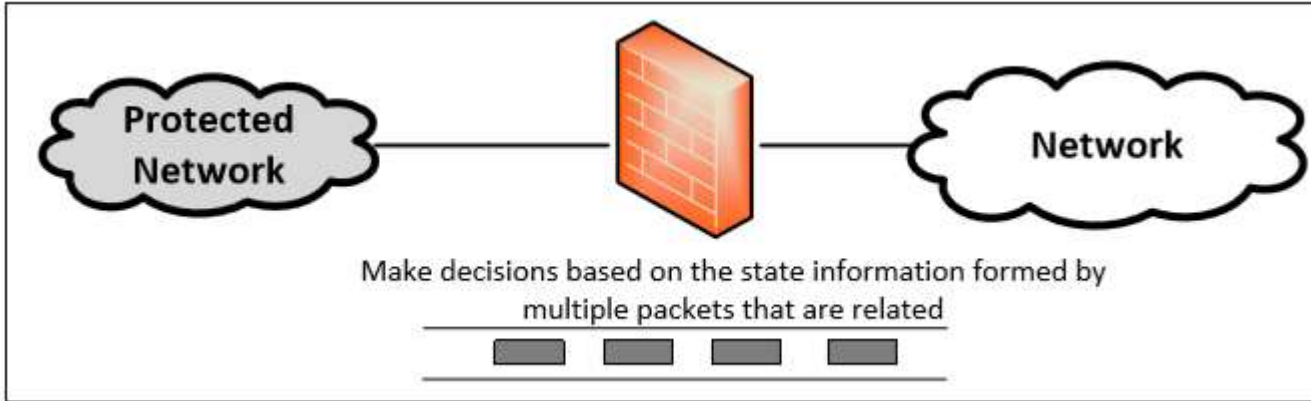 Protected
Network
Network
Make decisions based on the state information formed by
multiple packets that are related